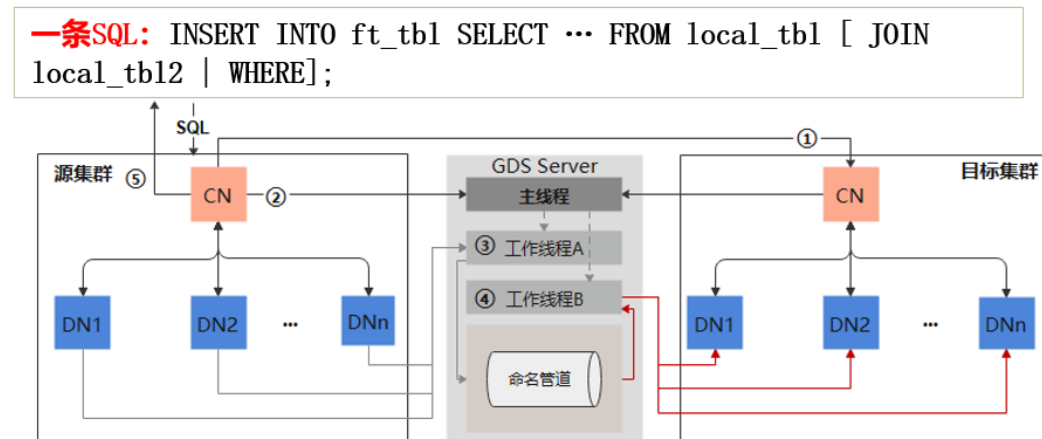 一条SQL: INSERT INTO ft_tbl SELECT … FROM local_tbl [ JOIN
local_tbl2 | WHERE];
SQL
①
源集群
⑤
GDS Server
目标集群
CN
②
主线程
CN
③ 工作线程A
④ 工作线程B
DN1
DN2
...
DNn
DN1
DN2
...
DNn
命名管道